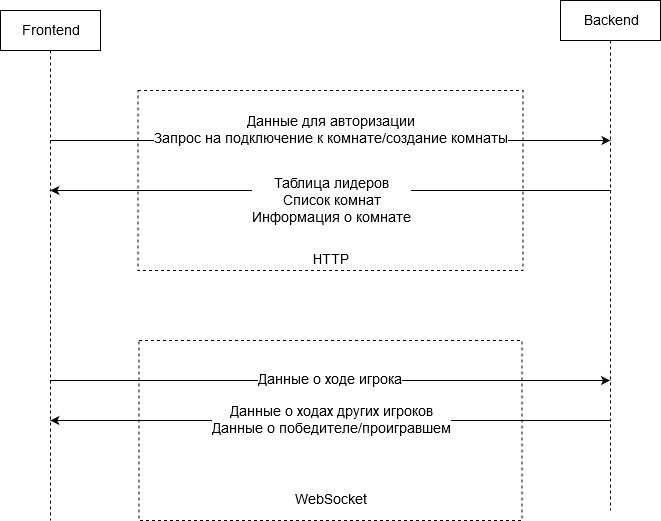 Frontend
Backend
Данные для авторизации
Запрос на подключение к комнате/создание комнаты
Таблица лидеров
Список комнат
Информация о комнате
HTTP
Данные о ходе игрока
Данные о ходах других игроков
Данные о победителе/проигравшем
WebSocket